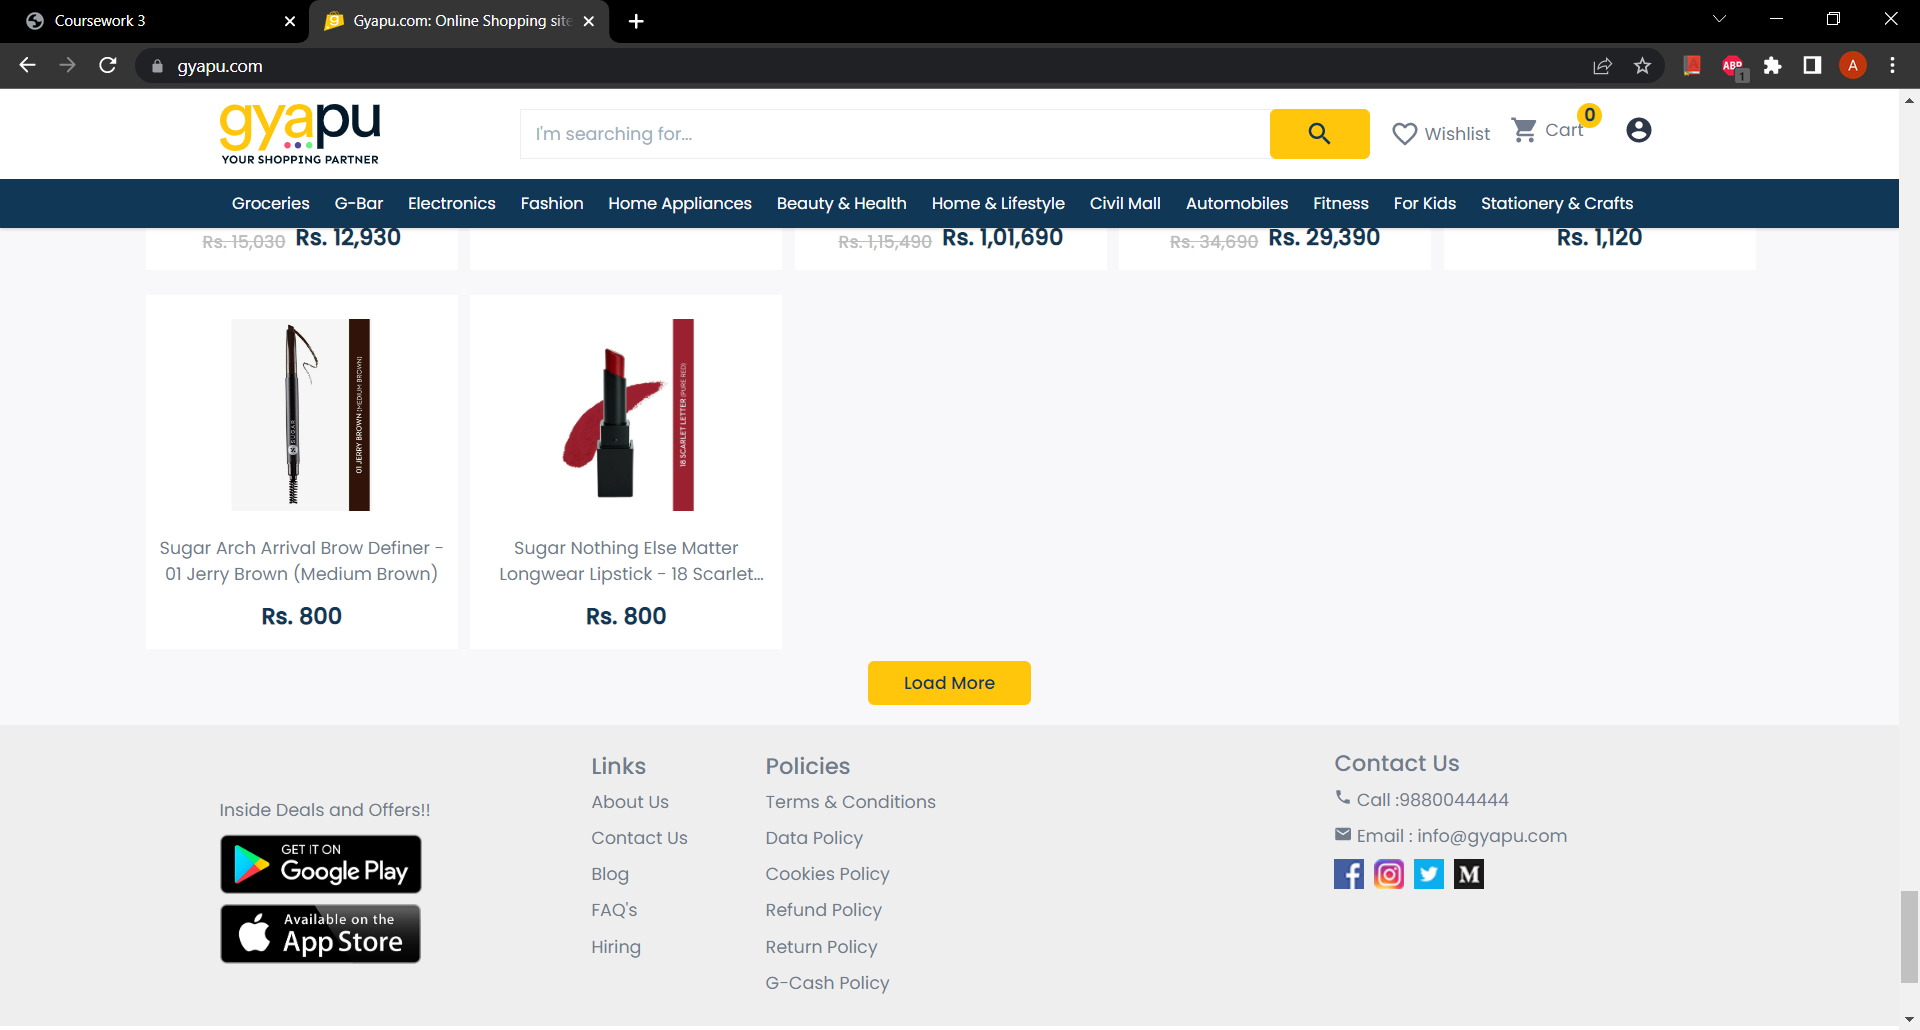 Coursework 3
Gyapu.com: Online Shopping site
gyapu.com
ABP
1
A
gyapu
YOUR SHOPPING PARTNER
I'm searching for...
Wishlist
Cart
0
Groceries
G-Bar
Electronics
Fashion
Home Appliances
Beauty & Health
Home & Lifestyle
Civil Mall
Automobiles
Fitness
For Kids
Stationery & Crafts
Rs. 15,030 Rs. 12,930
Rs. 1,15,490 Rs. 1,01,690
Rs. 34,690 Rs. 29,390
Rs. 1,120
SUGAR
01 JERRY BROWN (MEDIUM BROWN)
18 SCARLET LETTER (PURE RED)
Sugar Arch Arrival Brow Definer -
01 Jerry Brown (Medium Brown)
Rs. 800
Sugar Nothing Else Matter
Longwear Lipstick - 18 Scarlet...
Rs. 800
Load More
Inside Deals and Offers!!
GET IT ON
Google Play
Available on the
App Store
Links
About Us
Contact Us
Blog
FAQ's
Hiring
Policies
Terms & Conditions
Data Policy
Cookies Policy
Refund Policy
Return Policy
G-Cash Policy
Contact Us
Call :9880044444
Email : info@gyapu.com